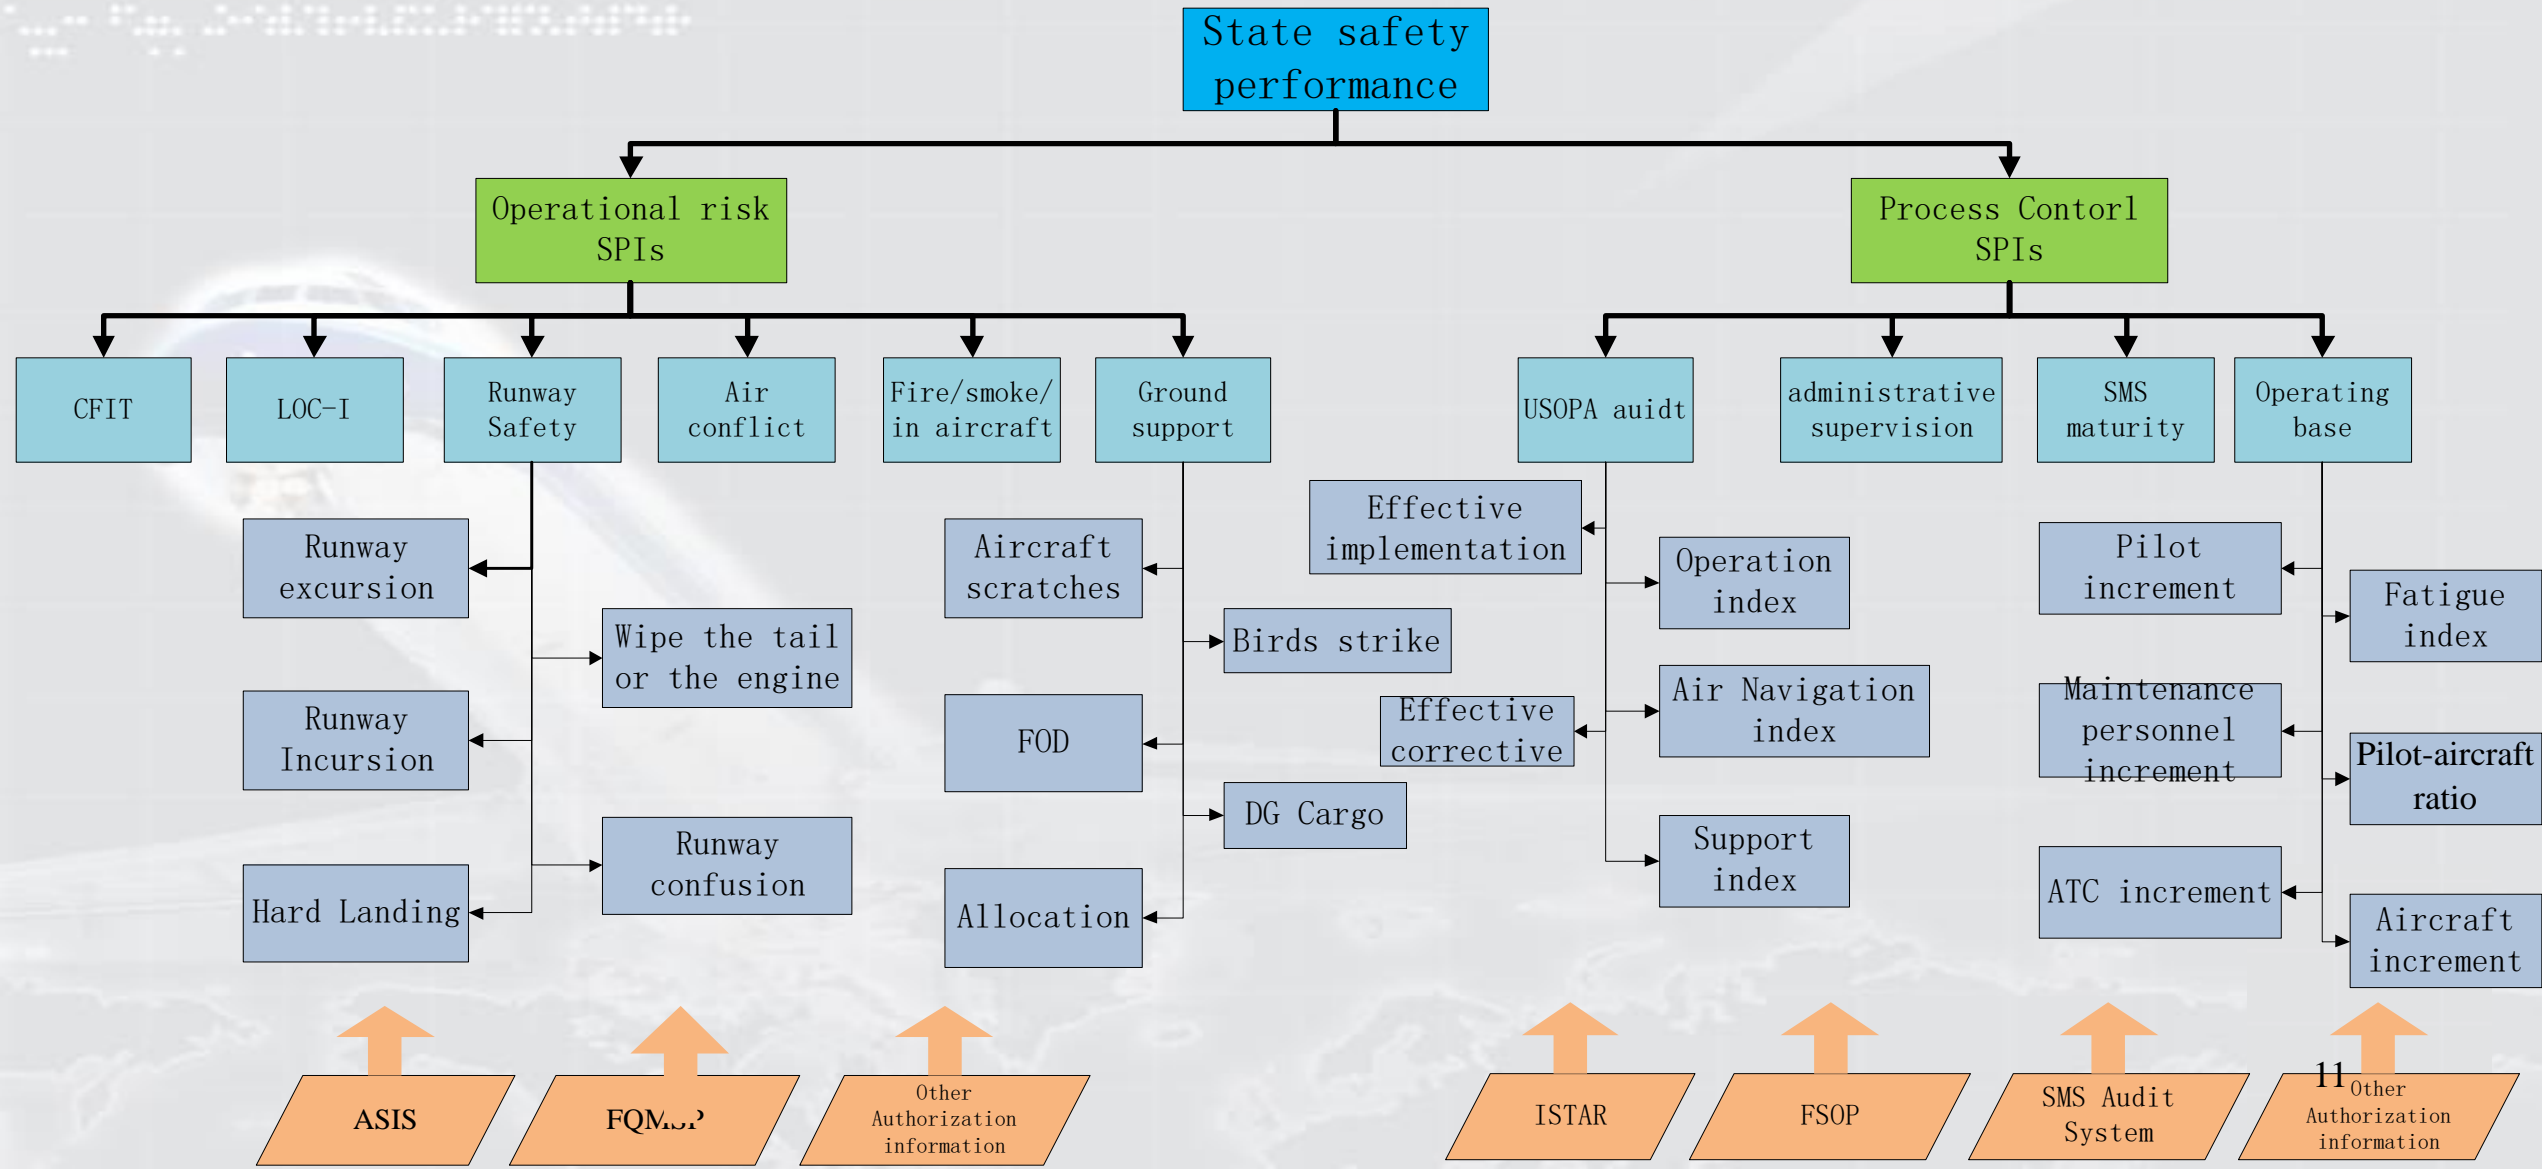 State safety
performance
Operational risk
SPIs
Process Contorl
SPIs
CFIT
LOC-I
Runway
Safety
Air
conflict
Fire/smoke/
in aircraft
Ground
support
USOPA auidt
administrative
supervision
SMS
maturity
Operating
base
Runway
excursion
Wipe the tail
or the engine
Runway
Incursion
Runway
confusion
Hard Landing
Aircraft
scratches
Birds strike
FOD
DG Cargo
Allocation
Effective
implementation
Operation
index
Effective
corrective
Air Navigation
index
Support
index
Pilot
increment
Fatigue
index
Maintenance
personnel
increment
Pilot-aircraft
ratio
ATC increment
Aircraft
increment
ASIS
Other
Authorization
information
ISTAR
FSOP
SMS Audit
System
11
Other
Authorization
information